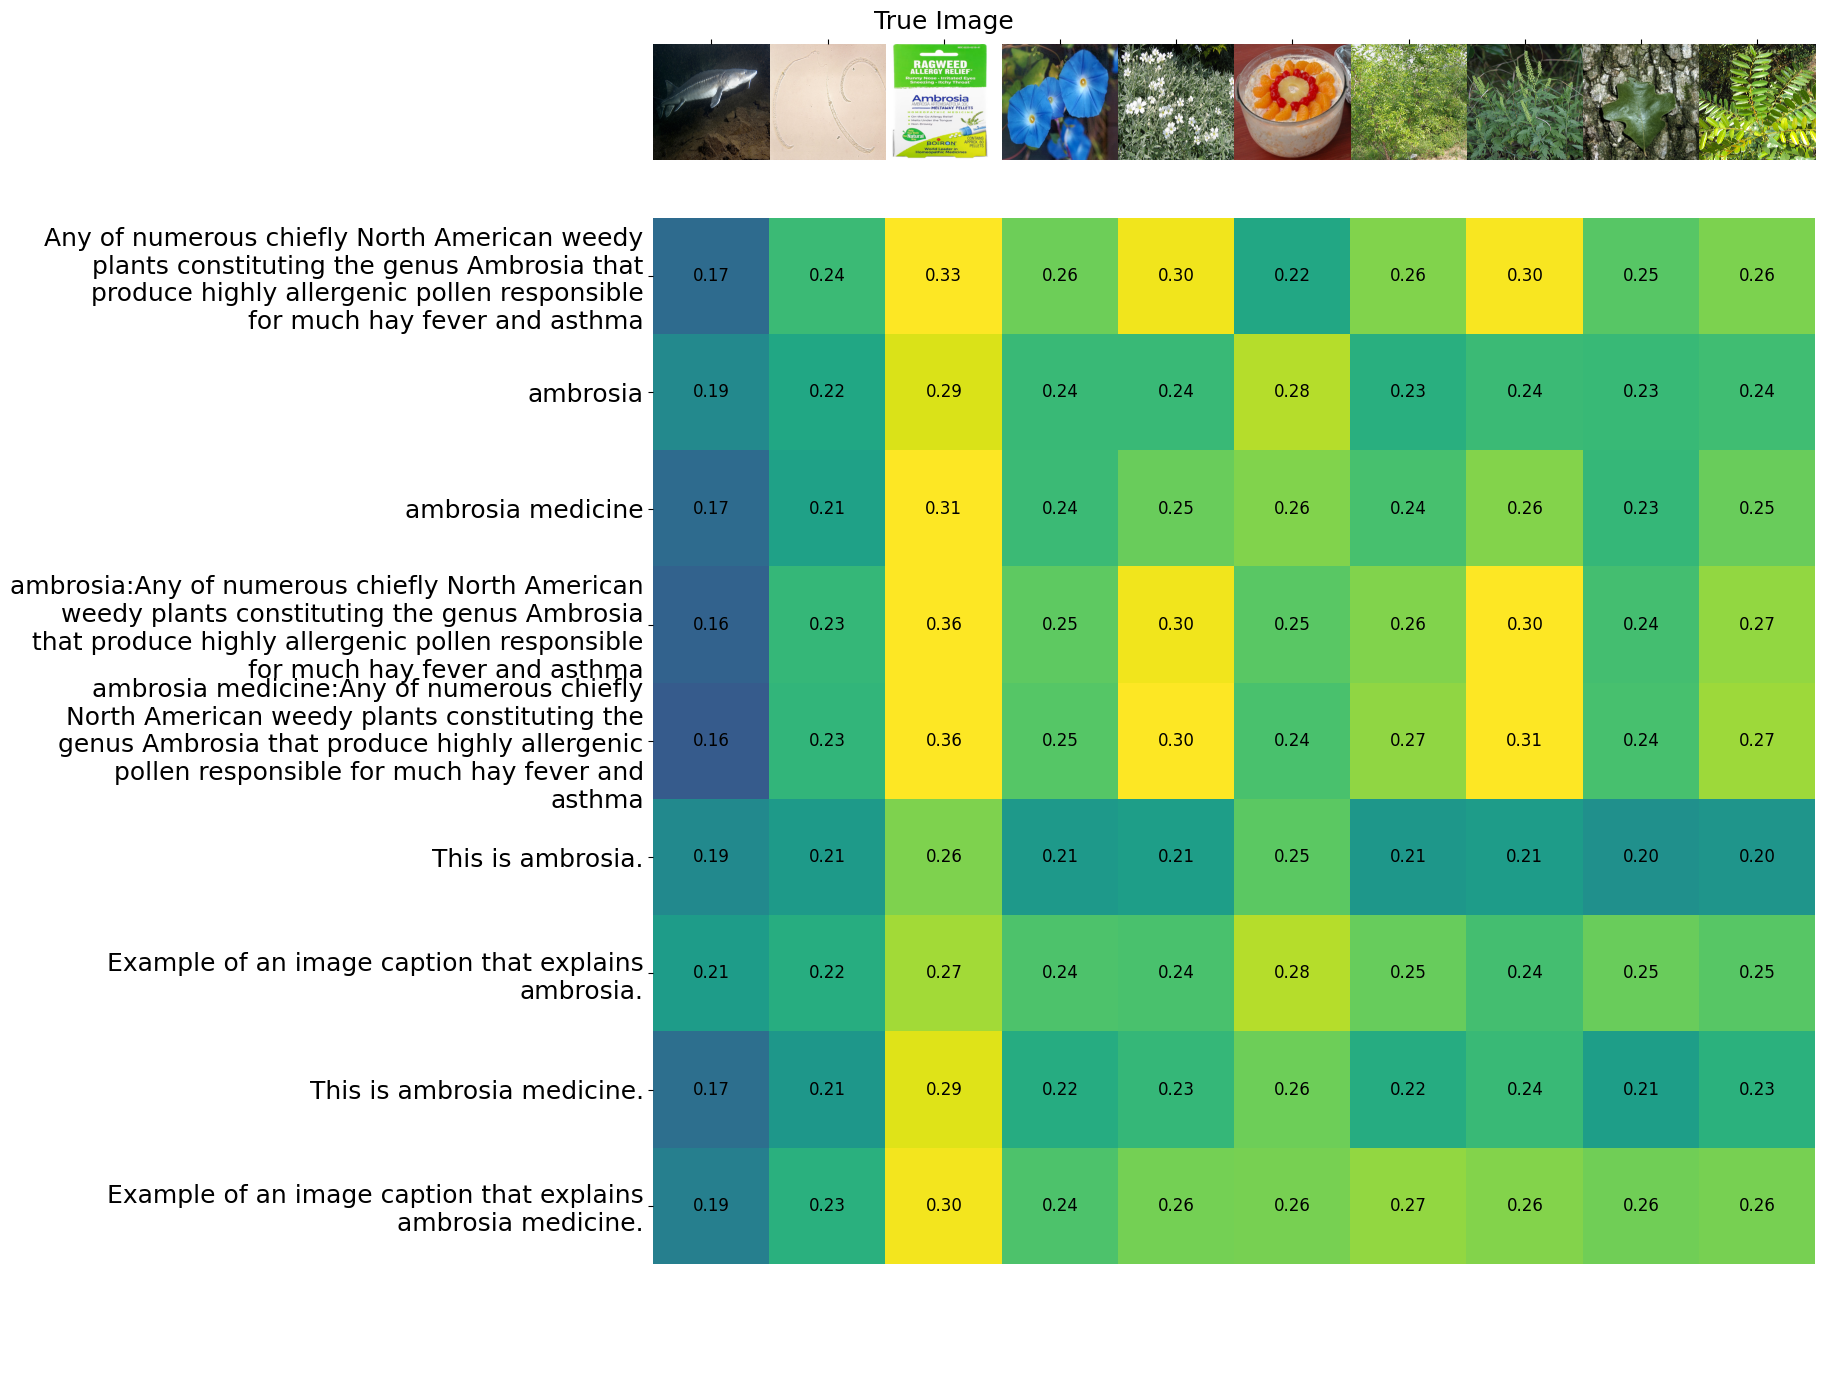 True Image
RAGWEED
ALLERGY RELIEF
Ambrosia
MELTAWAY PELLETS
BOIRON
Any of numerous chiefly North American weedy
plants constituting the genus Ambrosia that
produce highly allergenic pollen responsible
for much hay fever and asthma
0.17 0.24 0.33 0.26 0.30 0.22 0.26 0.30 0.25 0.26
ambrosia
0.19 0.22 0.29 0.24 0.24 0.28 0.23 0.24 0.23 0.24
ambrosia medicine
0.17 0.21 0.31 0.24 0.25 0.26 0.24 0.26 0.23 0.25
ambrosia:Any of numerous chiefly North American
weedy plants constituting the genus Ambrosia
that produce highly allergenic pollen responsible
for much hay fever and asthma
0.16 0.23 0.36 0.25 0.30 0.25 0.26 0.30 0.24 0.27
ambrosia medicine:Any of numerous chiefly
North American weedy plants constituting the
genus Ambrosia that produce highly allergenic
pollen responsible for much hay fever and
asthma
0.16 0.23 0.36 0.25 0.30 0.24 0.27 0.31 0.24 0.27
This is ambrosia.
0.19 0.21 0.26 0.21 0.21 0.25 0.21 0.21 0.20 0.20
Example of an image caption that explains
ambrosia.
0.21 0.22 0.27 0.24 0.24 0.28 0.25 0.24 0.25 0.25
This is ambrosia medicine.
0.17 0.21 0.29 0.22 0.23 0.26 0.22 0.24 0.21 0.23
Example of an image caption that explains
ambrosia medicine.
0.19 0.23 0.30 0.24 0.26 0.26 0.27 0.26 0.26 0.26